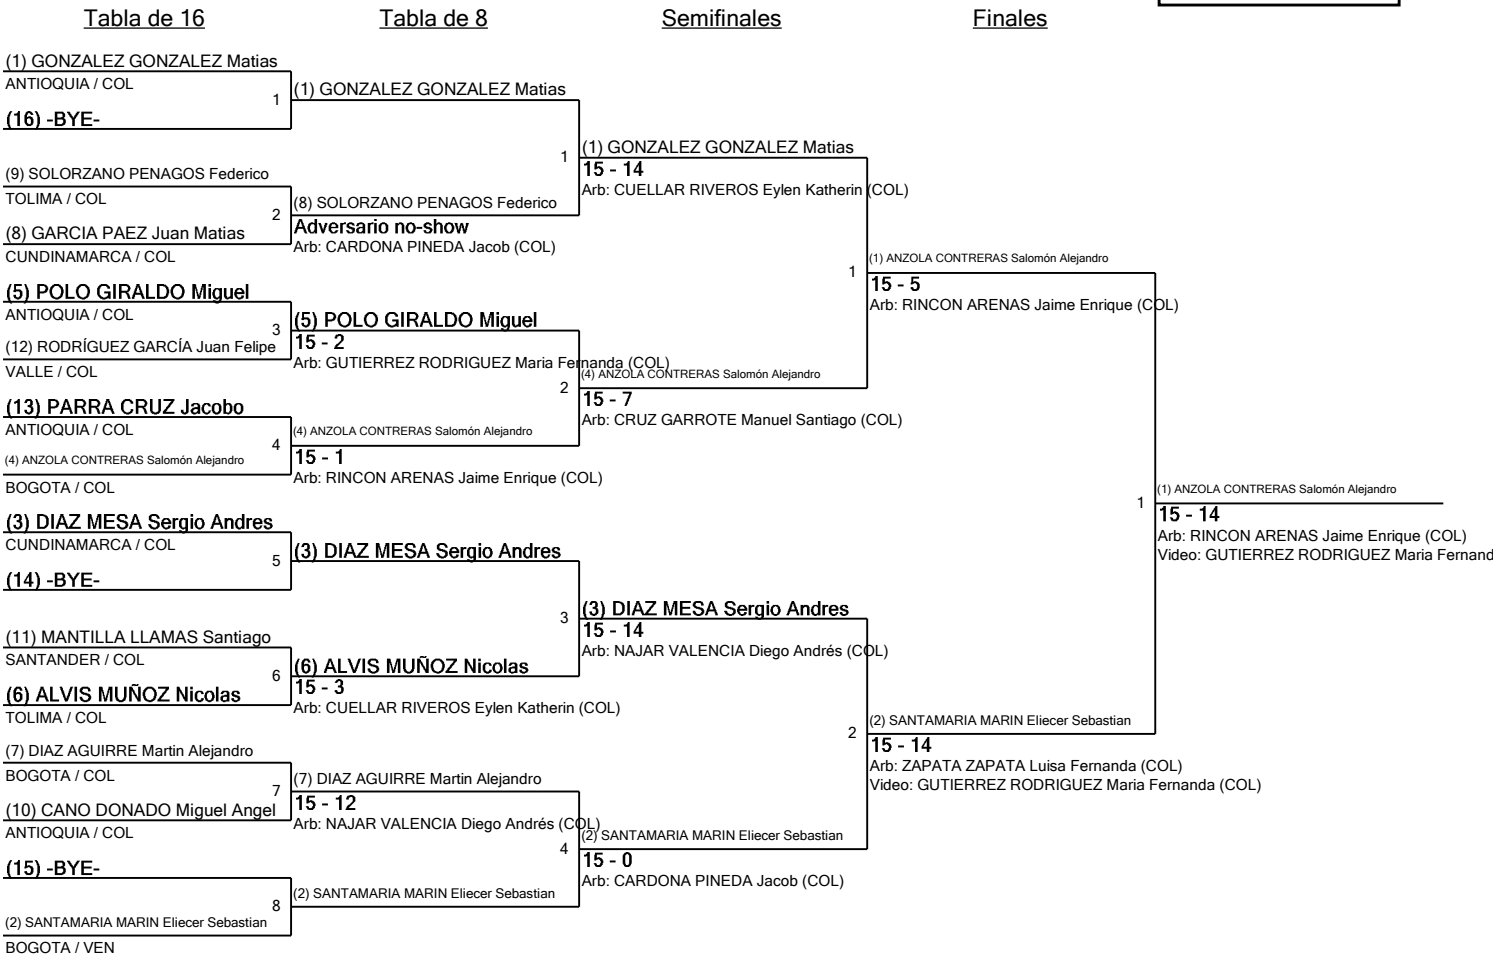 Tabla de 16
Tabla de 8
Semifinales
Finales
(1) GONZALEZ GONZALEZ Matias
ANTIOQUIA / COL
1
(16) -BYE-
(9) SOLORZANO PENAGOS Federico
TOLIMA / COL
2
(8) GARCIA PAEZ Juan Matias
CUNDINAMARCA / COL
(5) POLO GIRALDO Miguel
ANTIOQUIA / COL
3
(12) RODRÍGUEZ GARCÍA Juan Felipe
VALLE / COL
(13) PARRA CRUZ Jacobo
ANTIOQUIA / COL
4
(4) ANZOLA CONTRERAS Salomón Alejandro
BOGOTA / COL
(3) DIAZ MESA Sergio Andres
CUNDINAMARCA / COL
5
(14) -BYE-
(11) MANTILLA LLAMAS Santiago
SANTANDER / COL
6
(6) ALVIS MUÑOZ Nicolas
TOLIMA / COL
(7) DIAZ AGUIRRE Martin Alejandro
BOGOTA / COL
7
(10) CANO DONADO Miguel Angel
ANTIOQUIA / COL
(15) -BYE-
8
(2) SANTAMARIA MARIN Eliecer Sebastian
BOGOTA / VEN
(1) GONZALEZ GONZALEZ Matias
1
(8) SOLORZANO PENAGOS Federico
Adversario no-show
Arb: CARDONA PINEDA Jacob (COL)
(5) POLO GIRALDO Miguel
15 - 2
Arb: GUTIERREZ RODRIGUEZ Maria Fernanda (COL)
2
(4) ANZOLA CONTRERAS Salomón Alejandro
15 - 1
Arb: RINCON ARENAS Jaime Enrique (COL)
(3) DIAZ MESA Sergio Andres
3
(6) ALVIS MUÑOZ Nicolas
15 - 3
Arb: CUELLAR RIVEROS Eylen Katherin (COL)
(7) DIAZ AGUIRRE Martin Alejandro
15 - 12
Arb: NAJAR VALENCIA Diego Andrés (COL)
4
(2) SANTAMARIA MARIN Eliecer Sebastian
(1) GONZALEZ GONZALEZ Matias
15 - 14
Arb: CUELLAR RIVEROS Eylen Katherin (COL)
1
(4) ANZOLA CONTRERAS Salomón Alejandro
15 - 7
Arb: CRUZ GARROTE Manuel Santiago (COL)
(3) DIAZ MESA Sergio Andres
15 - 14
Arb: NAJAR VALENCIA Diego Andrés (COL)
2
(2) SANTAMARIA MARIN Eliecer Sebastian
15 - 0
Arb: CARDONA PINEDA Jacob (COL)
(1) ANZOLA CONTRERAS Salomón Alejandro
15 - 5
Arb: RINCON ARENAS Jaime Enrique (COL)
1
(2) SANTAMARIA MARIN Eliecer Sebastian
15 - 14
Arb: ZAPATA ZAPATA Luisa Fernanda (COL)
Video: GUTIERREZ RODRIGUEZ Maria Fernanda (COL)
(1) ANZOLA CONTRERAS Salomón Alejandro
15 - 14
Arb: RINCON ARENAS Jaime Enrique (COL)
Video: GUTIERREZ RODRIGUEZ Maria Fernand